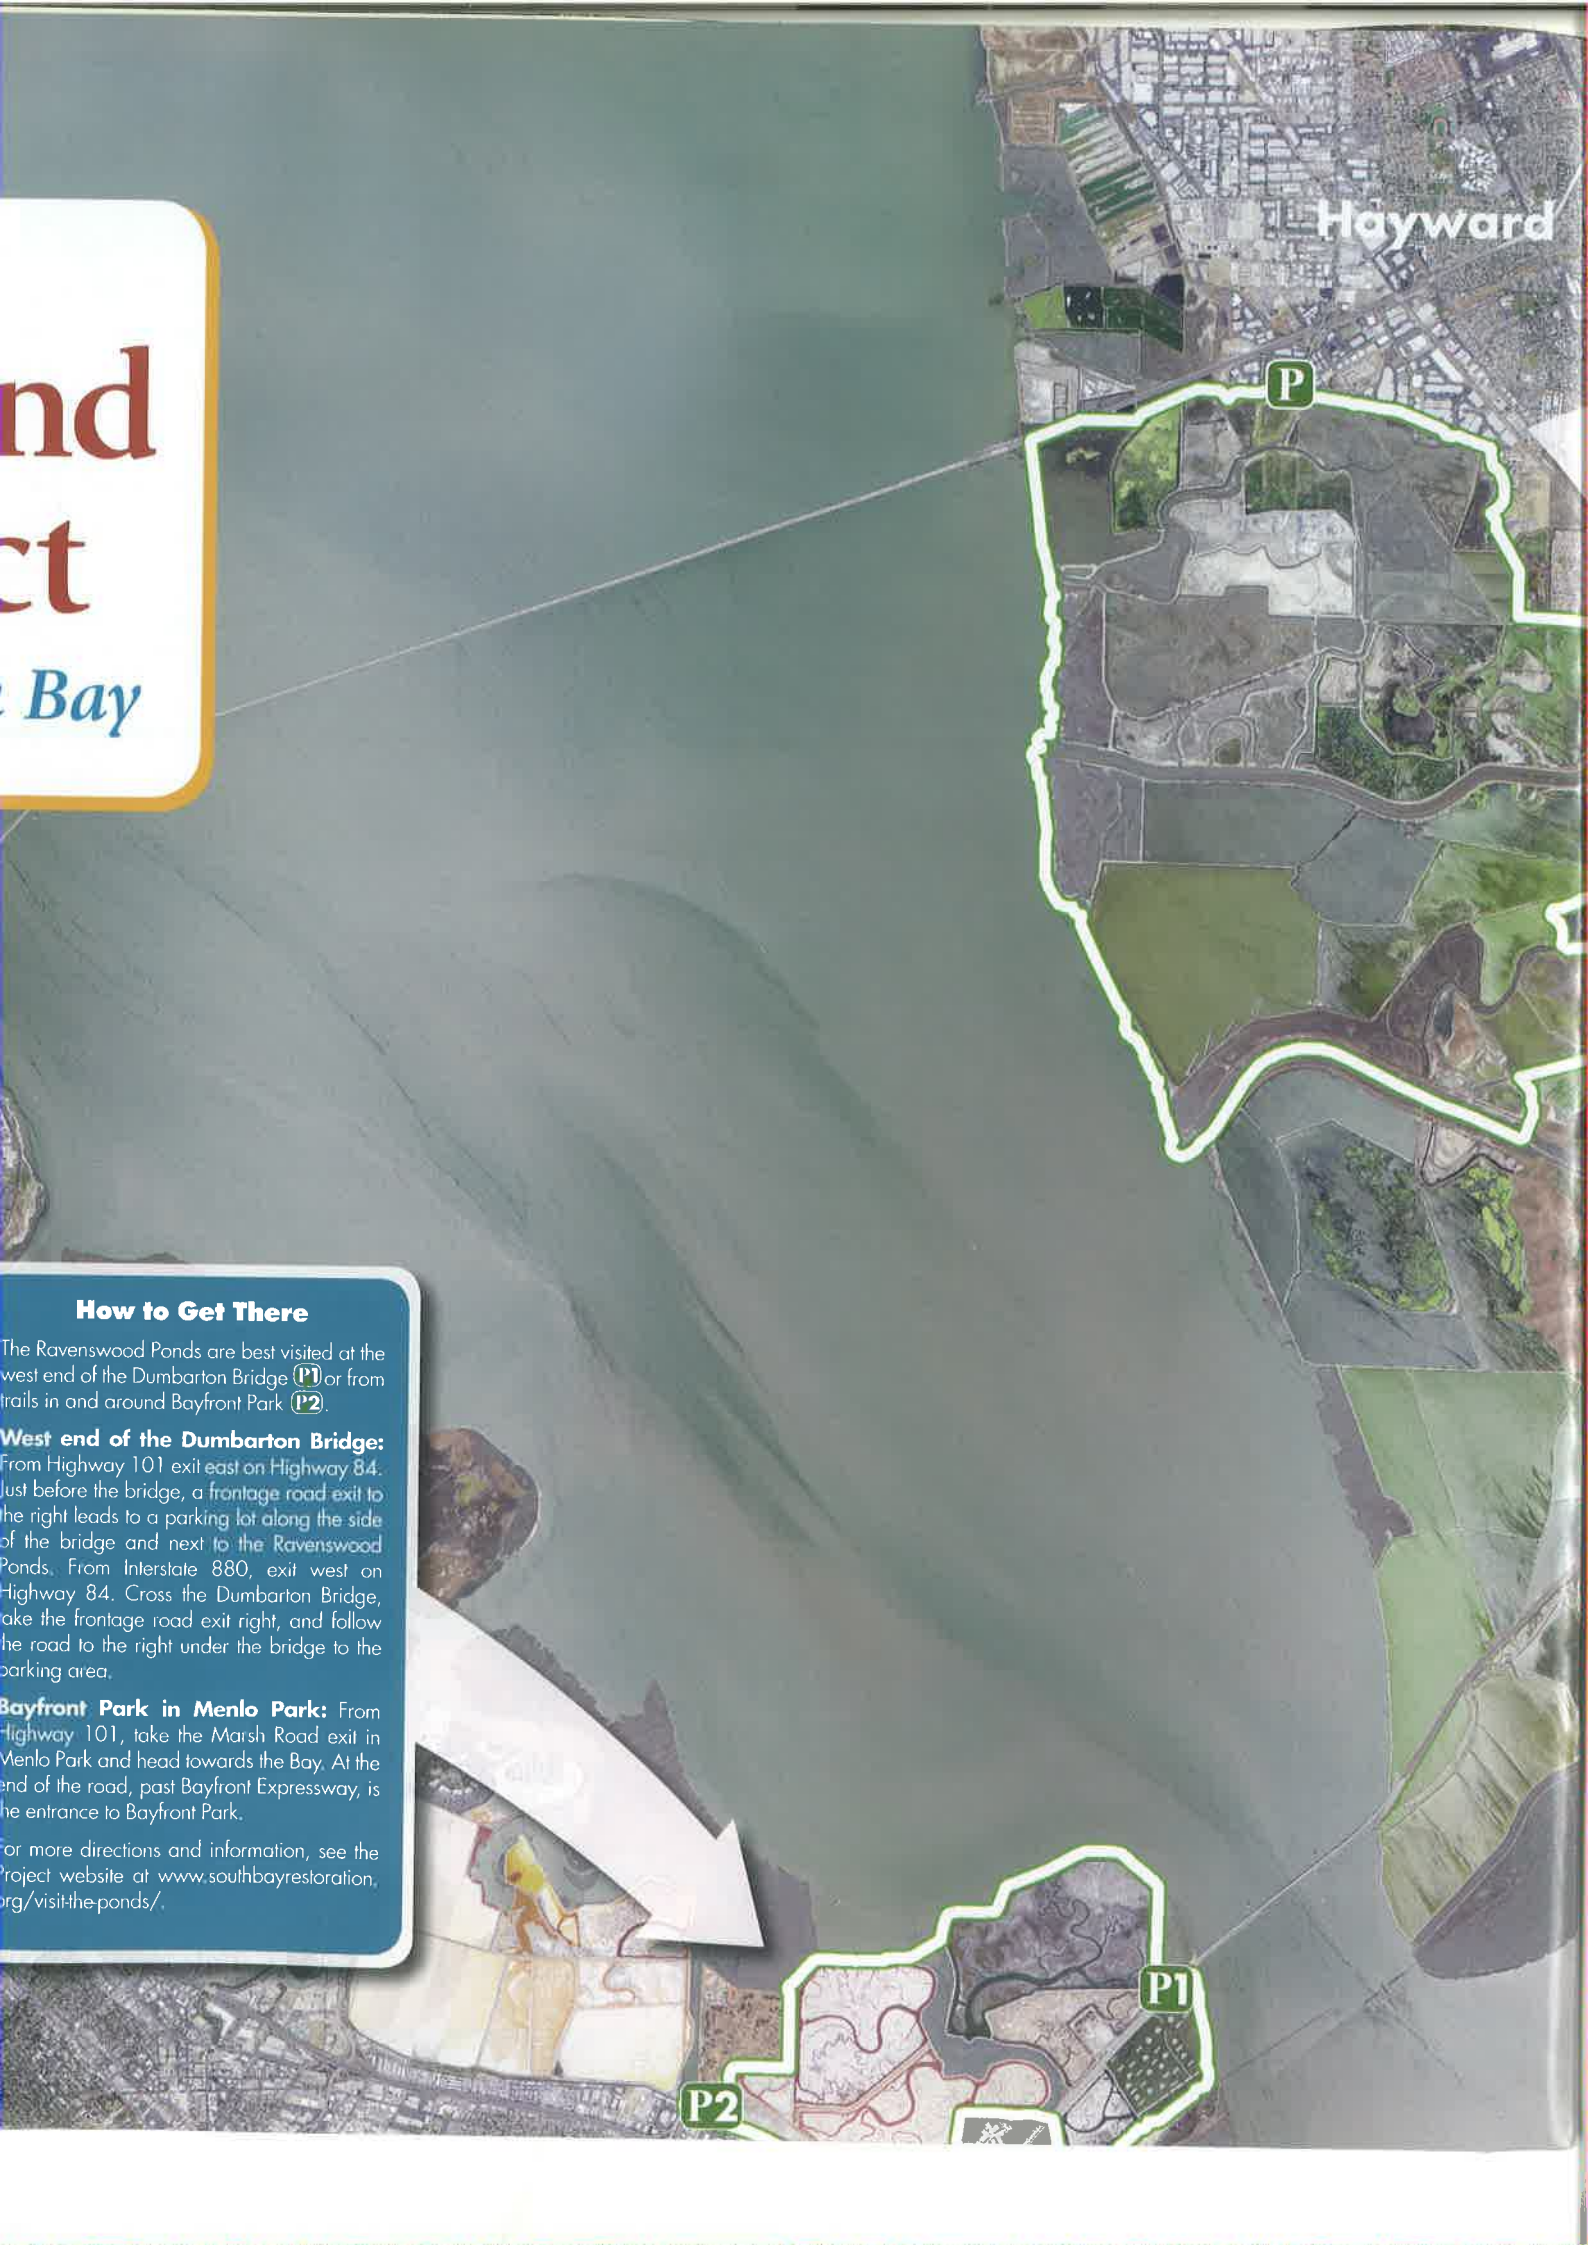 Hayward
P
nd
ct
Bay
How to Get There
The Ravenswood Ponds are best visited at the
west end of the Dumbarton Bridge P1 or from
trails in and around Bayfront Park P2.
West end of the Dumbarton Bridge:
From Highway 101 exit east on Highway 84.
Just before the bridge, a frontage road exit to
the right leads to a parking lot along the side
of the bridge and next to the Ravenswood
Ponds. From Interstate 880, exit west on
Highway 84. Cross the Dumbarton Bridge,
ake the frontage road exit right, and follow
he road to the right under the bridge to the
parking area.
Bayfront Park in Menlo Park: From
Highway 101, take the Marsh Road exit in
Menlo Park and head towards the Bay. At the
end of the road, past Bayfront Expressway, is
he entrance to Bayfront Park.
or more directions and information, see the
Project website at www.southbayrestoration.
org/visit-the-ponds/.
P1
P2